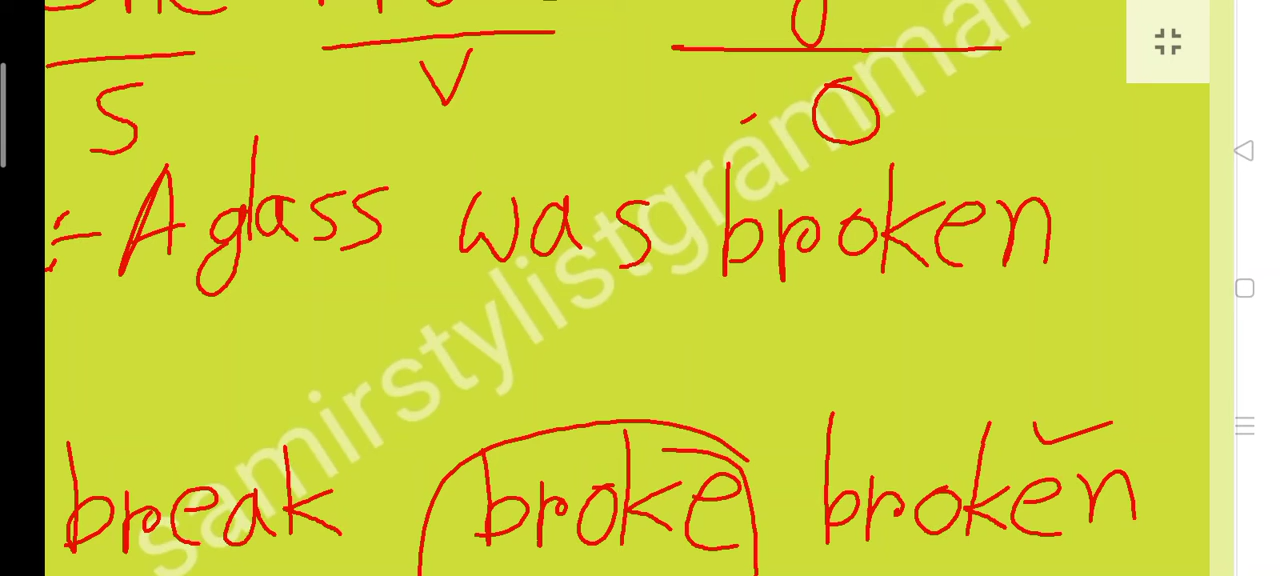 S V O
:- A glass was broken
samirstylistgrammar
break broke broken